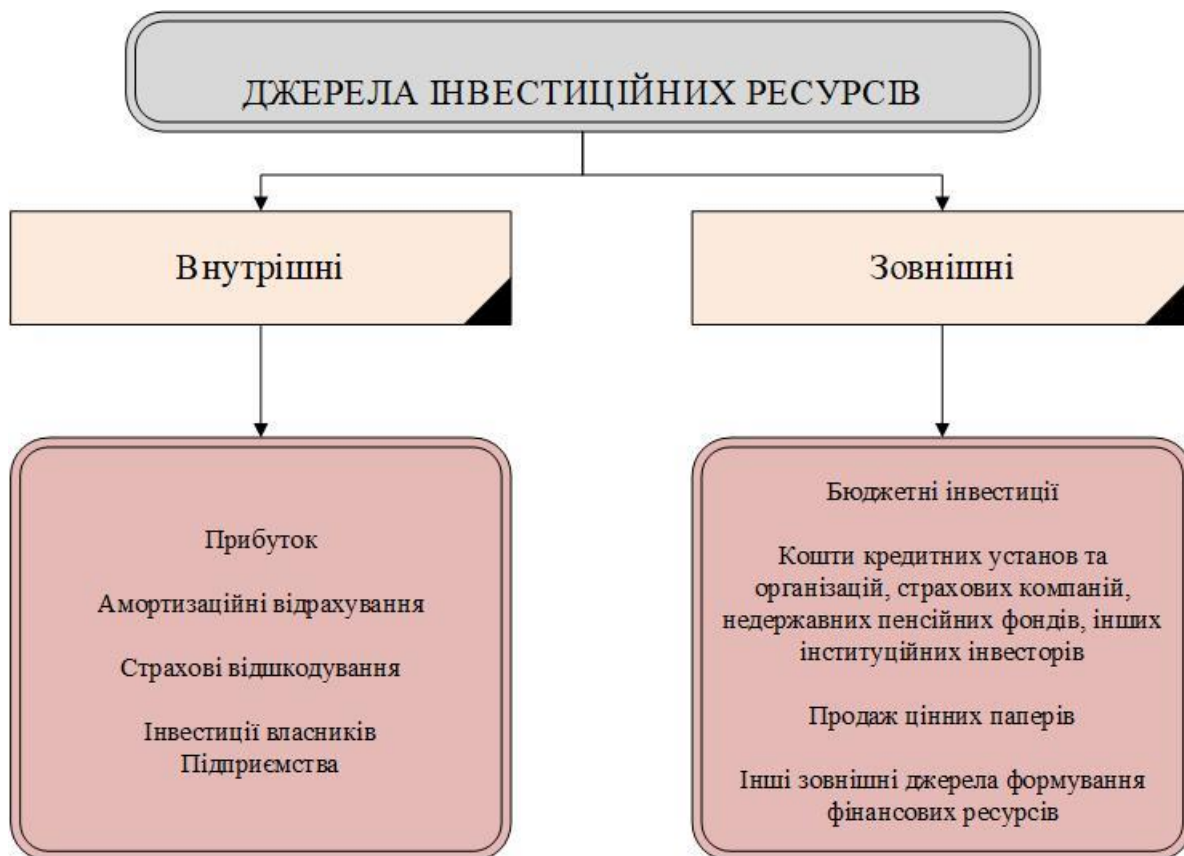 ДЖЕРЕЛА ІНВЕСТИЦІЙНИХ РЕСУРСІВ
Внутрішні
Зовнішні
Прибуток
Амортизаційні відрахування
Страхові відшкодування
Інвестиції власників
Підприємства
Бюджетні інвестиції
Кошти кредитних установ та
організацій, страхових компаній,
недержавних пенсійних фондів, інших
інституційних інвесторів
Продаж цінних паперів
Інші зовнішні джерела формування
фінансових ресурсів